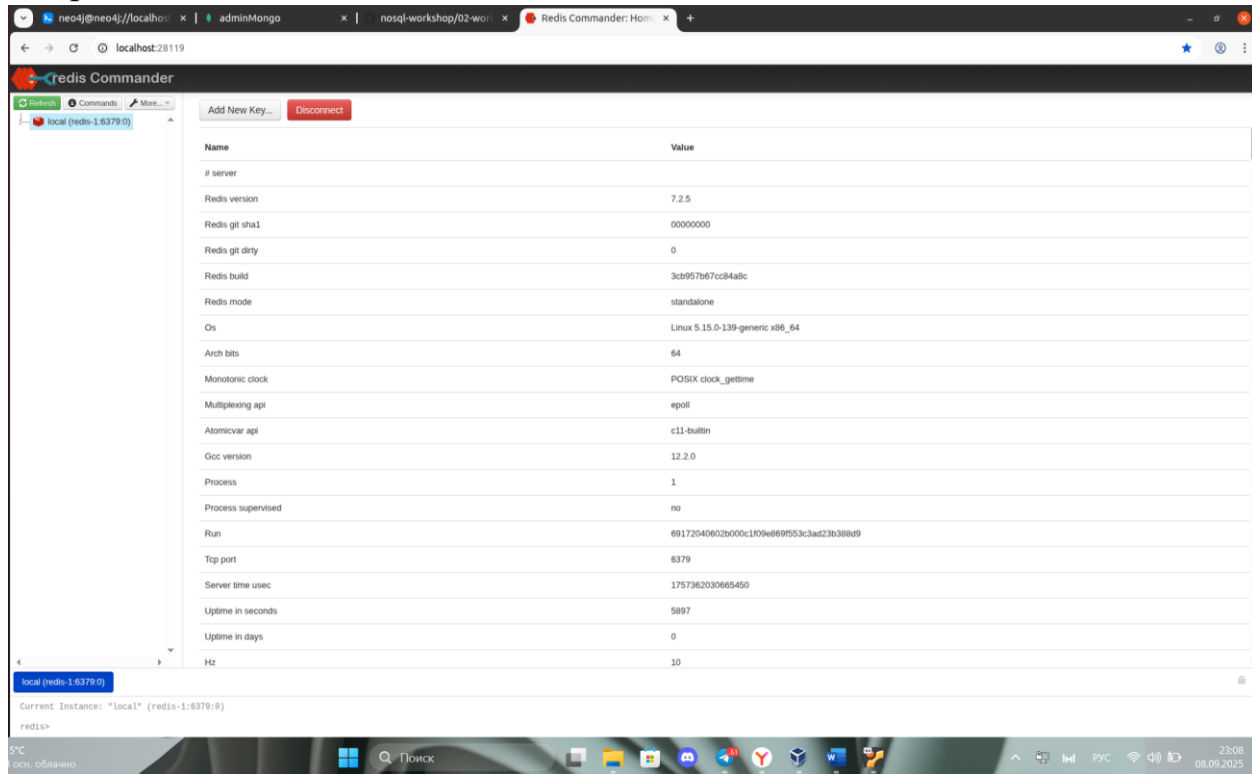 neo4j@neo4j://localhos
adminMongo
nosql-workshop/02-wor
Redis Commander: Hom
localhost:28119
redis Commander
Refresh Commands More...
local (redis-1:6379:0)
Add New Key... Disconnect
Name Value
# server
Redis version 7.2.5
Redis git sha1 00000000
Redis git dirty 0
Redis build 3cb957b67cc84a8c
Redis mode standalone
Os Linux 5.15.0-139-generic x86_64
Arch bits 64
Monotonic clock POSIX clock_gettime
Multiplexing api epoll
Atomicvar api c11-builtin
Gcc version 12.2.0
Process 1
Process supervised no
Run 69172040602b000c1f09e869f553c3ad23b388d9
Tcp port 6379
Server time usec 1757362030665450
Uptime in seconds 5897
Uptime in days 0
Hz 10
local (redis-1:6379:0)
Current Instance: "local" (redis-1:6379:0)
redis>
5°C
осн. облачно
Поиск
61
РУС
23:08
08.09.2025